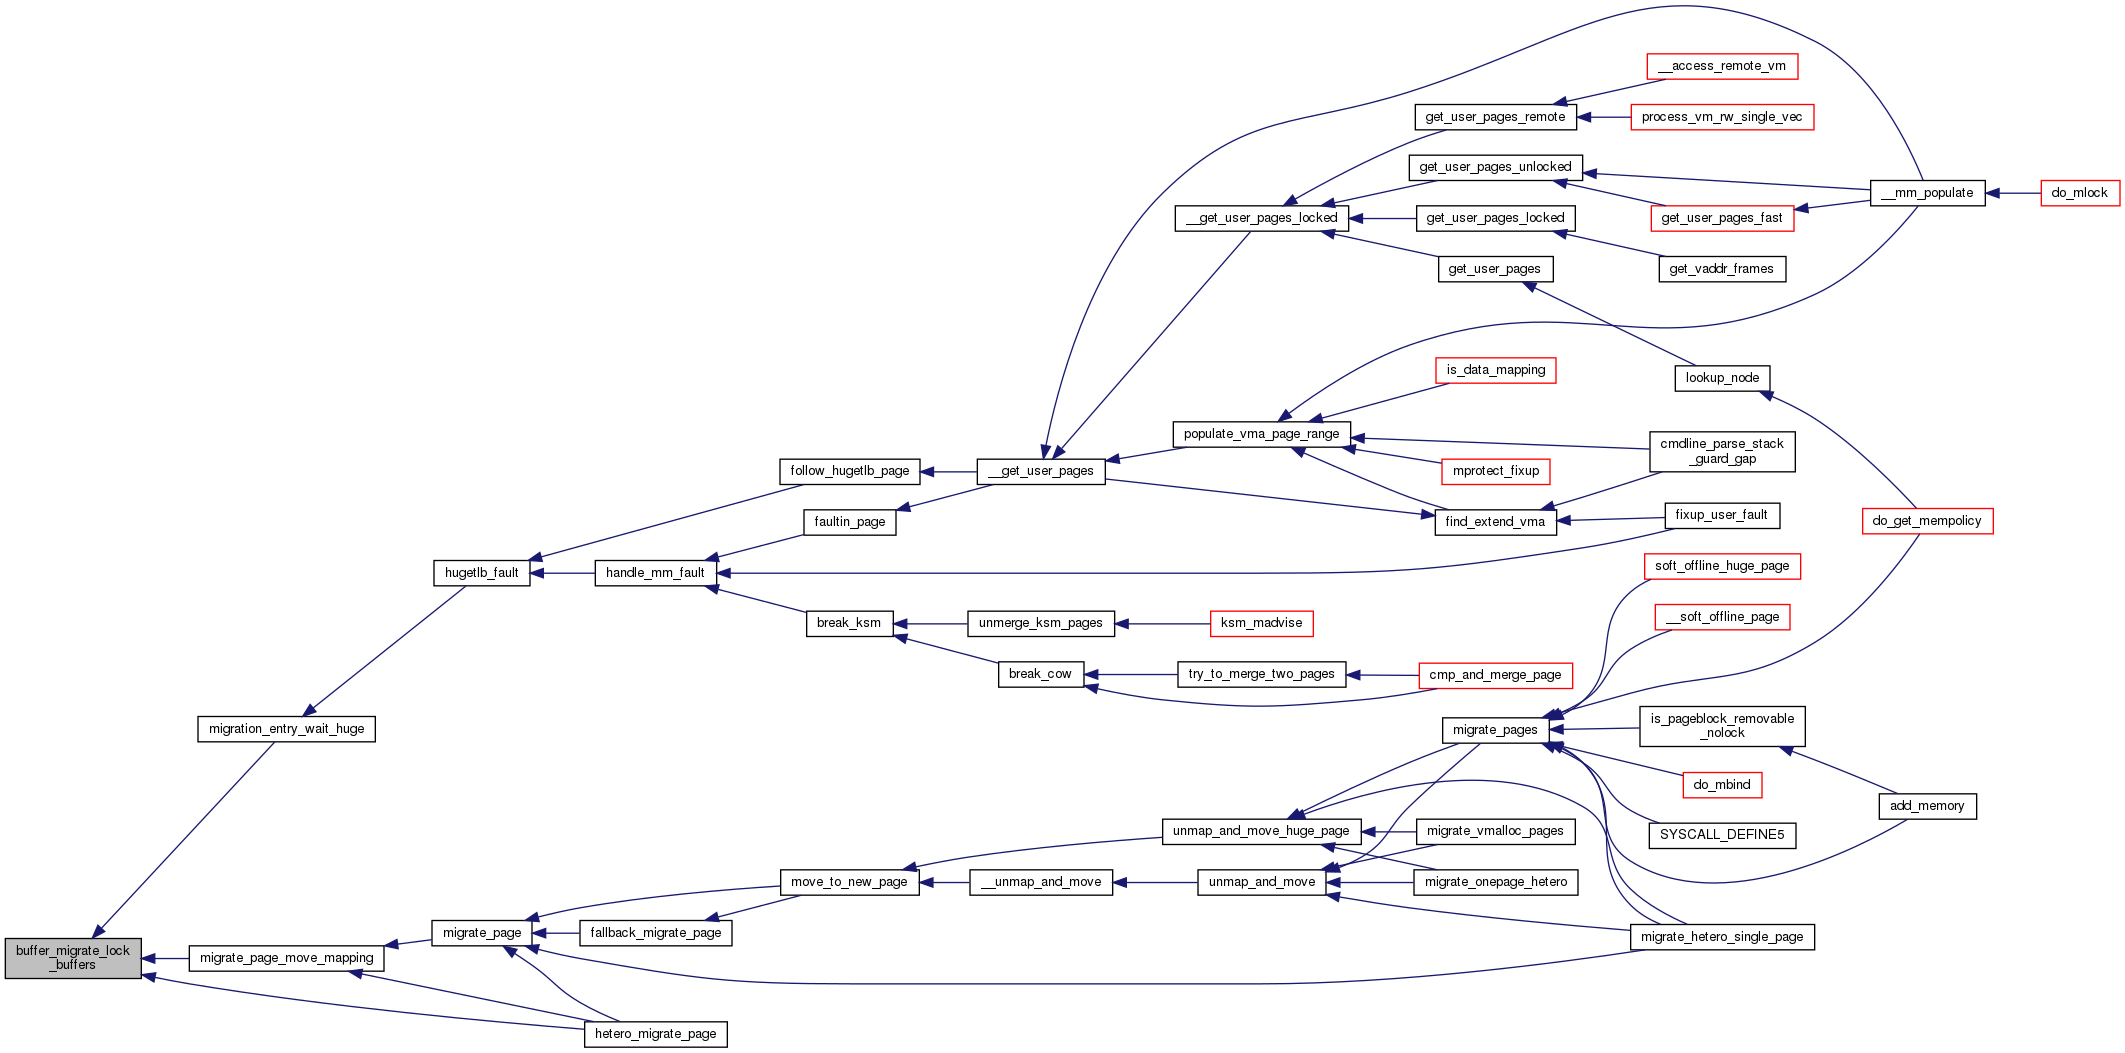 __access_remote_vm
get_user_pages_remote
process_vm_rw_single_vec
get_user_pages_unlocked
__mm_populate
do_mlock
__get_user_pages_locked
get_user_pages_locked
get_user_pages_fast
get_user_pages
get_vaddr_frames
is_data_mapping
lookup_node
populate_vma_page_range
cmdline_parse_stack
_guard_gap
follow_hugetlb_page
__get_user_pages
mprotect_fixup
faultin_page
find_extend_vma
fixup_user_fault
do_get_mempolicy
hugetlb_fault
handle_mm_fault
soft_offline_huge_page
break_ksm
unmerge_ksm_pages
ksm_madvise
__soft_offline_page
break_cow
try_to_merge_two_pages
cmp_and_merge_page
migration_entry_wait_huge
migrate_pages
is_pageblock_removable
_nolock
do_mbind
add_memory
unmap_and_move_huge_page
migrate_vmalloc_pages
SYSCALL_DEFINE5
move_to_new_page
__unmap_and_move
unmap_and_move
migrate_onepage_hetero
migrate_page
fallback_migrate_page
migrate_hetero_single_page
buffer_migrate_lock
_buffers
migrate_page_move_mapping
hetero_migrate_page